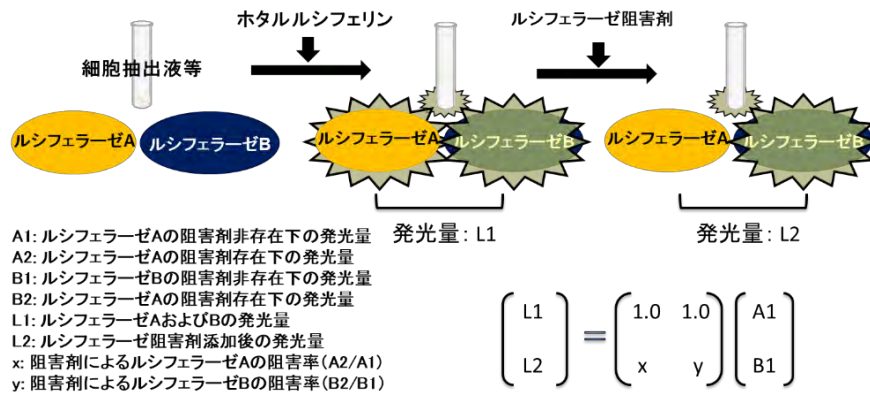 ホタルルシフェリン
ルシフェラーゼ阻害剤
細胞抽出液等
ルシフェラーゼA
ルシフェラーゼB
ルシフェラーゼA
ルシフェラーゼB
ルシフェラーゼA
ルシフェラーゼB
発光量: L1
発光量: L2
A1: ルシフェラーゼAの阻害剤非存在下の発光量
A2: ルシフェラーゼAの阻害剤存在下の発光量
B1: ルシフェラーゼBの阻害剤非存在下の発光量
B2: ルシフェラーゼAの阻害剤存在下の発光量
L1: ルシフェラーゼAおよびBの発光量
L2: ルシフェラーゼ阻害剤添加後の発光量
x: 阻害剤によるルシフェラーゼAの阻害率(A2/A1)
y: 阻害剤によるルシフェラーゼBの阻害率(B2/B1)
L1 = 1.0 1.0 A1
L2 x y B1